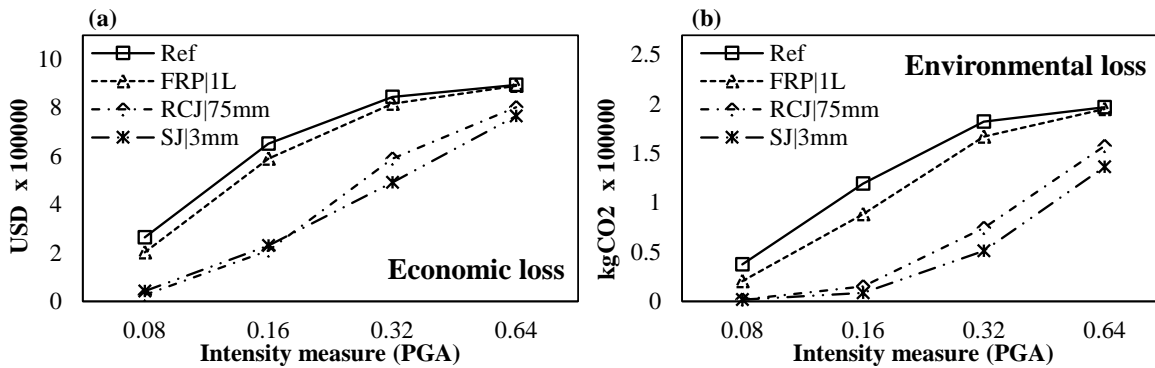 (a)
10
8
6
4
2
0
USD x 100000
Ref
FRP|1L
RCJ|75mm
SJ|3mm
Economic loss
0.08 0.16 0.32 0.64
Intensity measure (PGA)
(b)
2.5
2
1.5
1
0.5
0
kgCO2 x 100000
Ref
FRP|1L
RCJ|75mm
SJ|3mm
Environmental loss
0.08 0.16 0.32 0.64
Intensity measure (PGA)